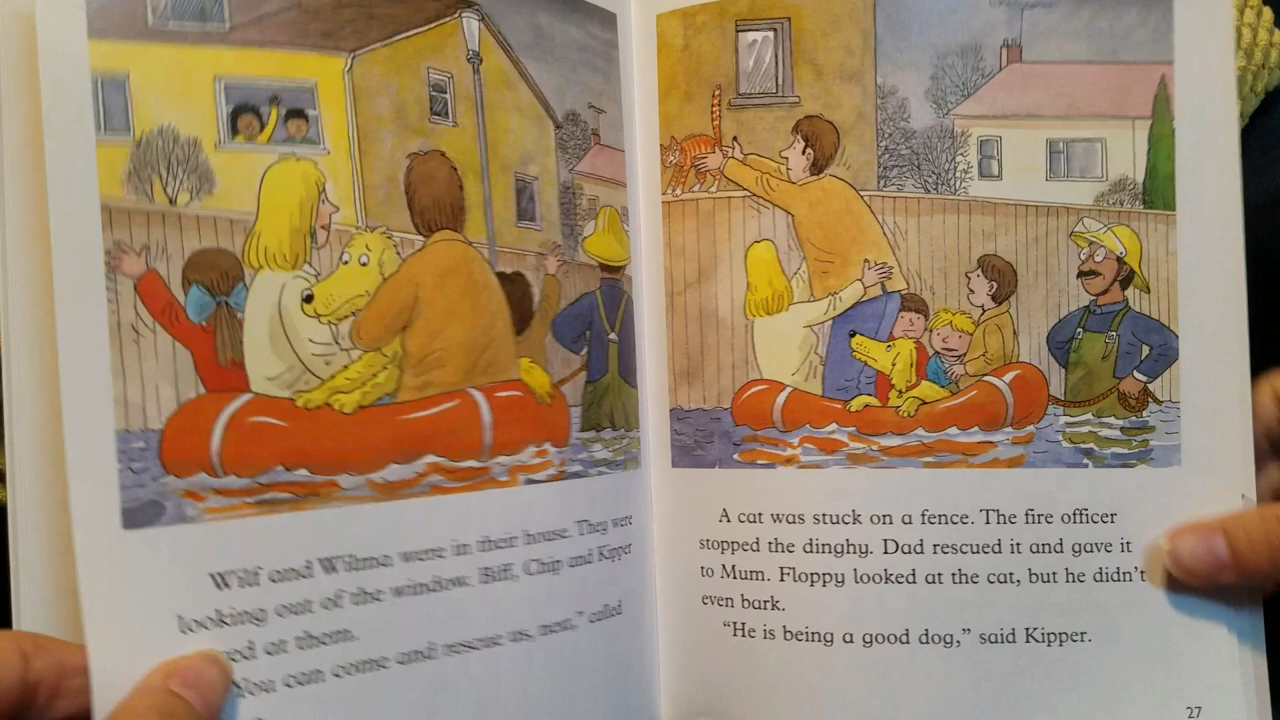 Wilf and Wilma were in their house. They were
looking out of the window. Biff, Chip and Kipper
at them.
You can come and rescue us, next,” called
A cat was stuck on a fence. The fire officer
stopped the dinghy. Dad rescued it and gave it
to Mum. Floppy looked at the cat, but he didn't
even bark.
“He is being a good dog,” said Kipper.
27